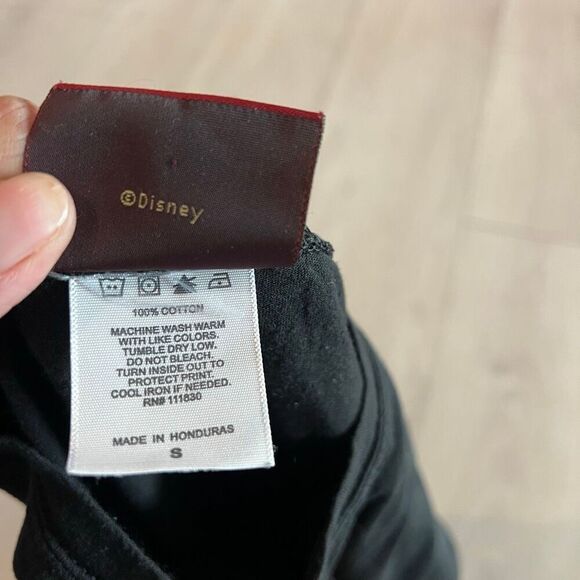 ©Disney
100% COTTON
MACHINE WASH WARM
WITH LIKE COLORS.
TUMBLE DRY LOW.
DO NOT BLEACH.
TURN INSIDE OUT TO
PROTECT PRINT.
COOL IRON IF NEEDED.
RN# 111830
MADE IN HONDURAS
S